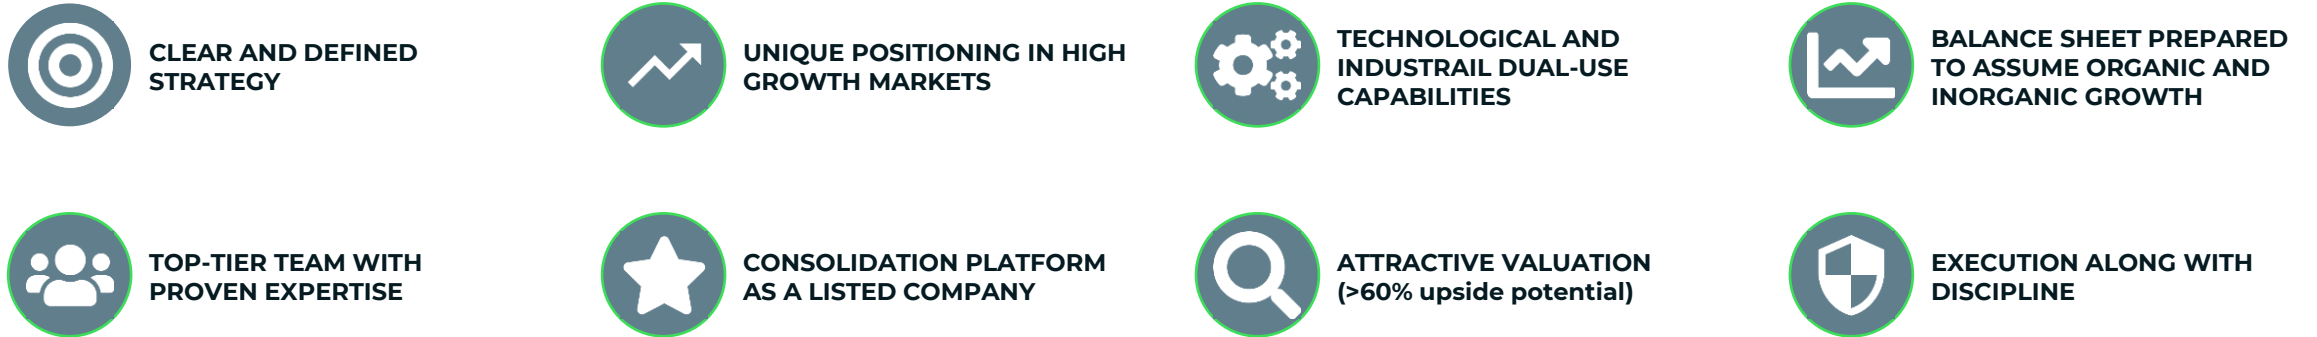 CLEAR AND DEFINED
STRATEGY
UNIQUE POSITIONING IN HIGH
GROWTH MARKETS
TECHNOLOGICAL AND
INDUSTRAIL DUAL-USE
CAPABILITIES
BALANCE SHEET PREPARED
TO ASSUME ORGANIC AND
INORGANIC GROWTH
TOP-TIER TEAM WITH
PROVEN EXPERTISE
CONSOLIDATION PLATFORM
AS A LISTED COMPANY
ATTRACTIVE VALUATION
(>60% upside potential)
EXECUTION ALONG WITH
DISCIPLINE